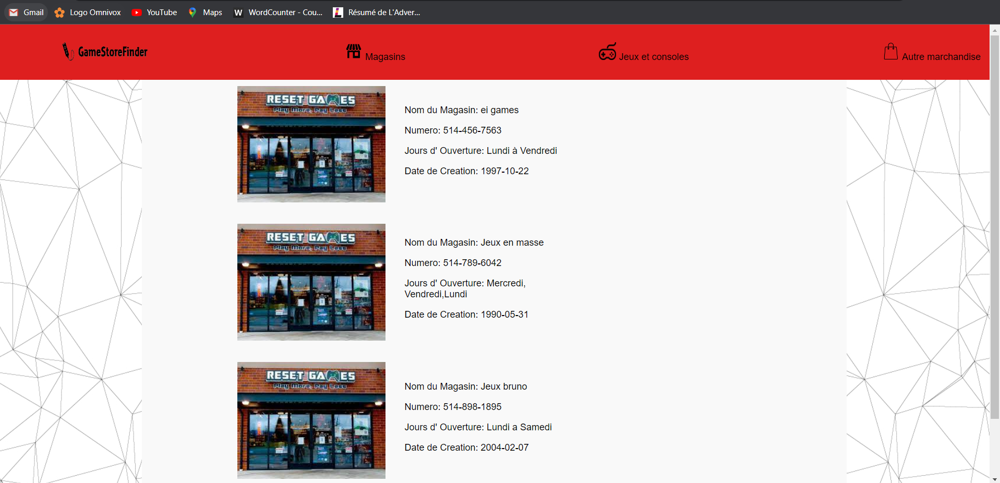 Gmail Logo Omnivox YouTube Maps W WordCounter - Cou... L Résumé de L'Adver...
GameStoreFinder Magasins Jeux et consoles Autre marchandise
RESET GAMES
Play More, Pay Less
Nom du Magasin: ei games
Numero: 514-456-7563
Jours d' Ouverture: Lundi à Vendredi
Date de Creation: 1997-10-22
RESET GAMES
Play More, Pay Less
Nom du Magasin: Jeux en masse
Numero: 514-789-6042
Jours d' Ouverture: Mercredi,
Vendredi,Lundi
Date de Creation: 1990-05-31
RESET GAMES
Play More, Pay Less
Nom du Magasin: Jeux bruno
Numero: 514-898-1895
Jours d' Ouverture: Lundi a Samedi
Date de Creation: 2004-02-07